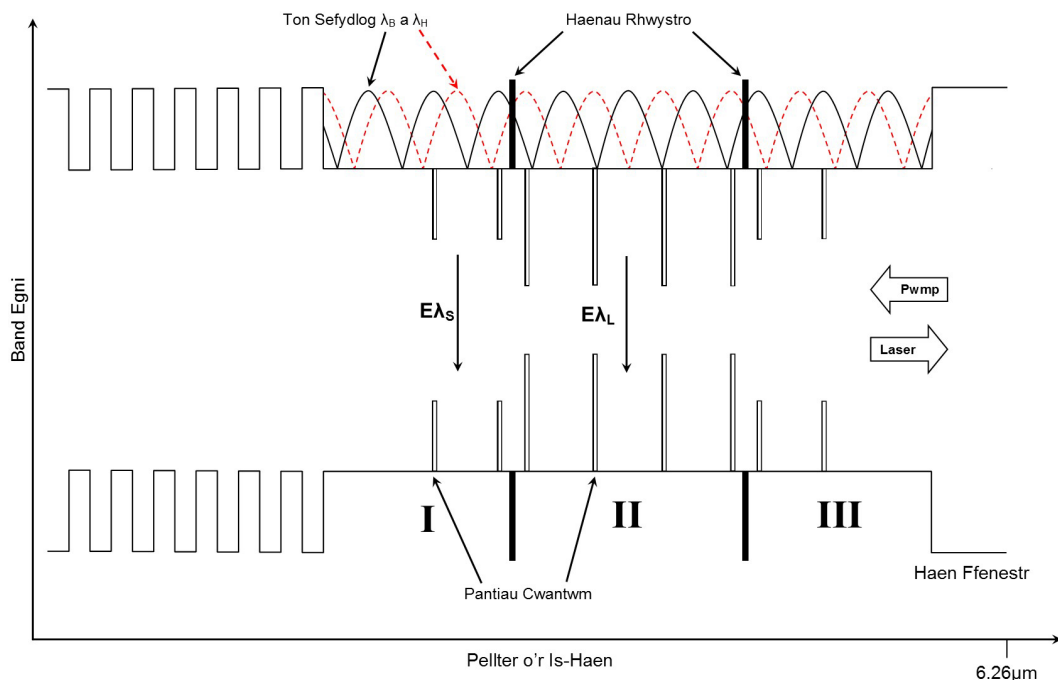 Ton Sefydlog λB a λH
Haenau Rhwystro
Band Egni
EλS
EλL
Pwmp
Laser
I
II
III
Haen Ffenestr
Pantiau Cwantwm
Pellter o'r Is-Haen
6.26µm